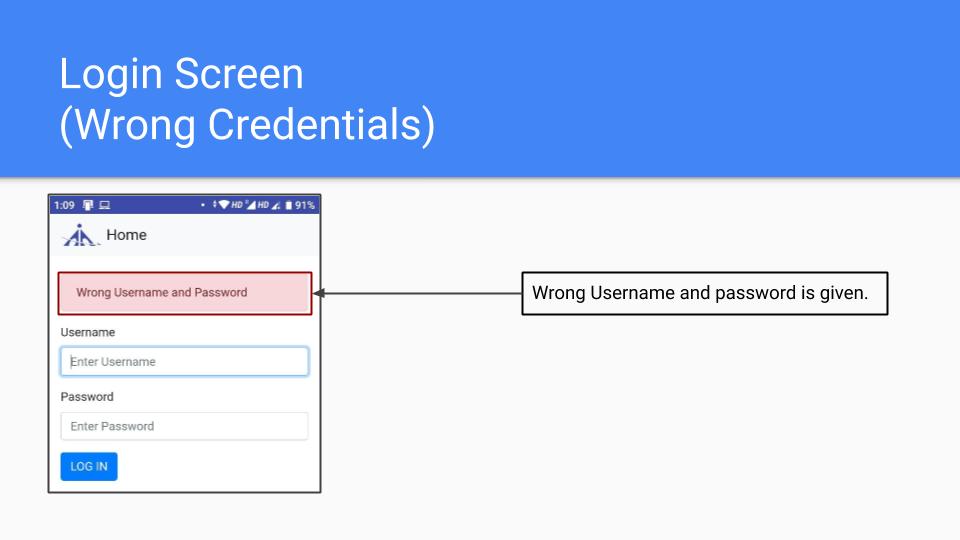 Login Screen
(Wrong Credentials)
1:09 HD HD 91%
Home
Wrong Username and Password
Wrong Username and password is given.
Username
Enter Username
Password
Enter Password
LOG IN